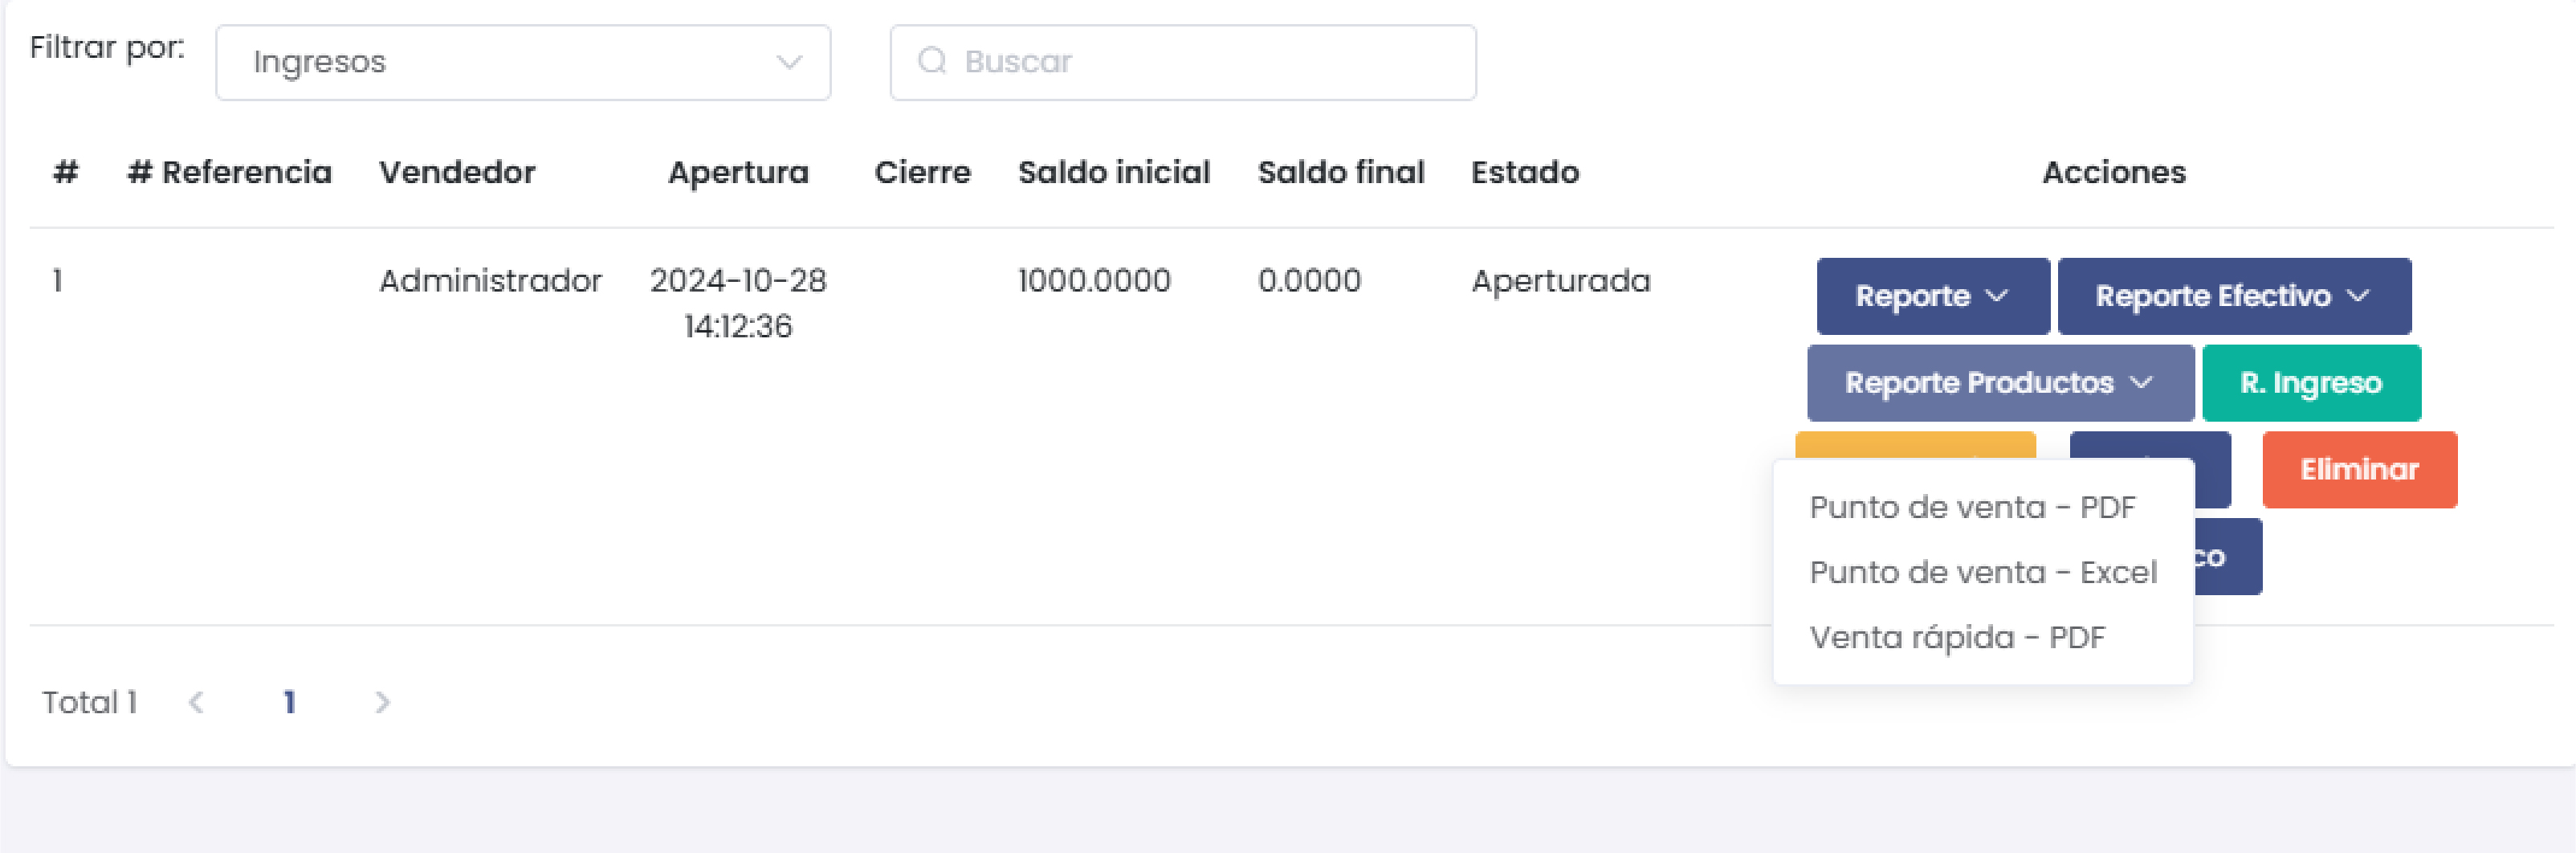 Filtrar por:
Ingresos
Buscar
# # Referencia Vendedor Apertura Cierre Saldo inicial Saldo final Estado Acciones
1 Administrador 2024-10-28 1000.0000 0.0000 Aperturada
14:12:36
Reporte Reporte Efectivo
Reporte Productos R. Ingreso
Eliminar
Punto de venta - PDF
Punto de venta - Excel
Venta rápida - PDF
Total 1 < 1 >